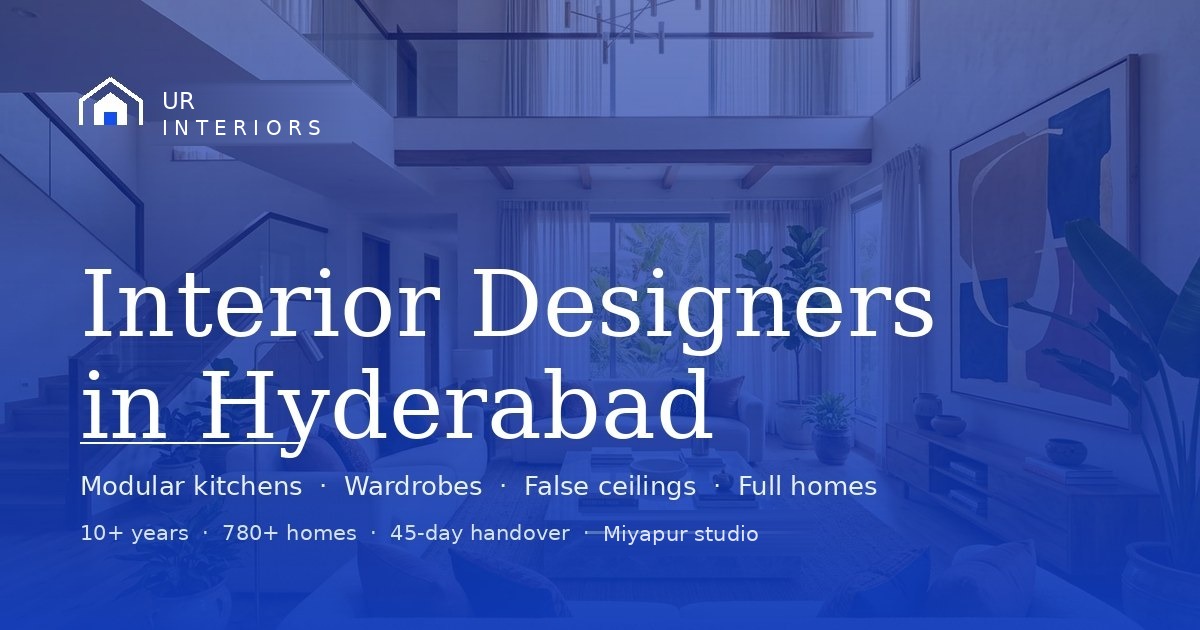 UR
INTERIORS
Interior Designers
in Hyderabad
Modular kitchens · Wardrobes · False ceilings · Full homes
10+ years · 780+ homes · 45-day handover · Miyapur studio